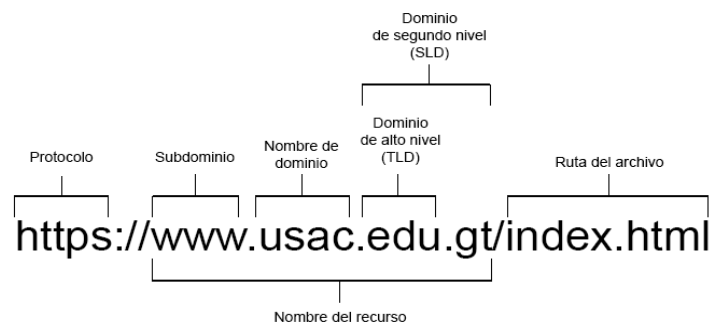 Dominio
de segundo nivel
(SLD)
Dominio
de alto nivel
(TLD)
Protocolo
Subdominio
Nombre de
dominio
Ruta del archivo
https://www.usac.edu.gt/index.html
Nombre del recurso